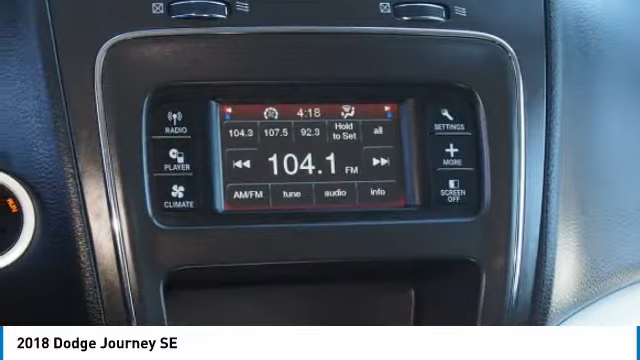 4:18
104.3 107.5 92.3 Hold to Set all
104.1 FM
AM/FM tune audio info
RADIO
PLAYER
CLIMATE
SETTINGS
MORE
SCREEN OFF
RUN
2018 Dodge Journey SE